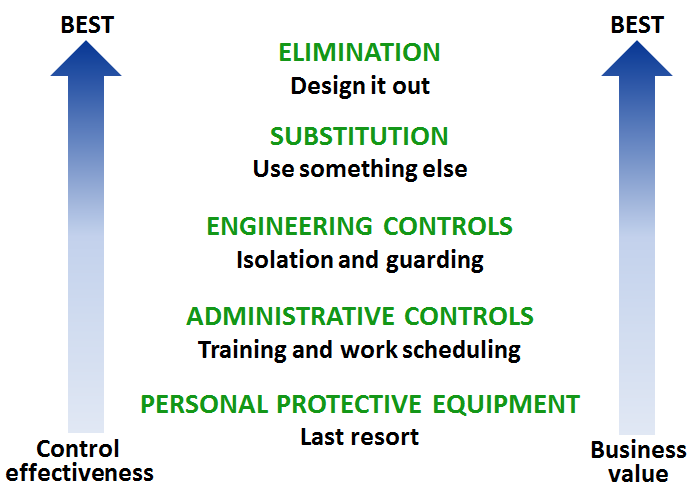 BEST
BEST
ELIMINATION
Design it out
SUBSTITUTION
Use something else
ENGINEERING CONTROLS
Isolation and guarding
ADMINISTRATIVE CONTROLS
Training and work scheduling
PERSONAL PROTECTIVE EQUIPMENT
Last resort
Control
effectiveness
Business
value